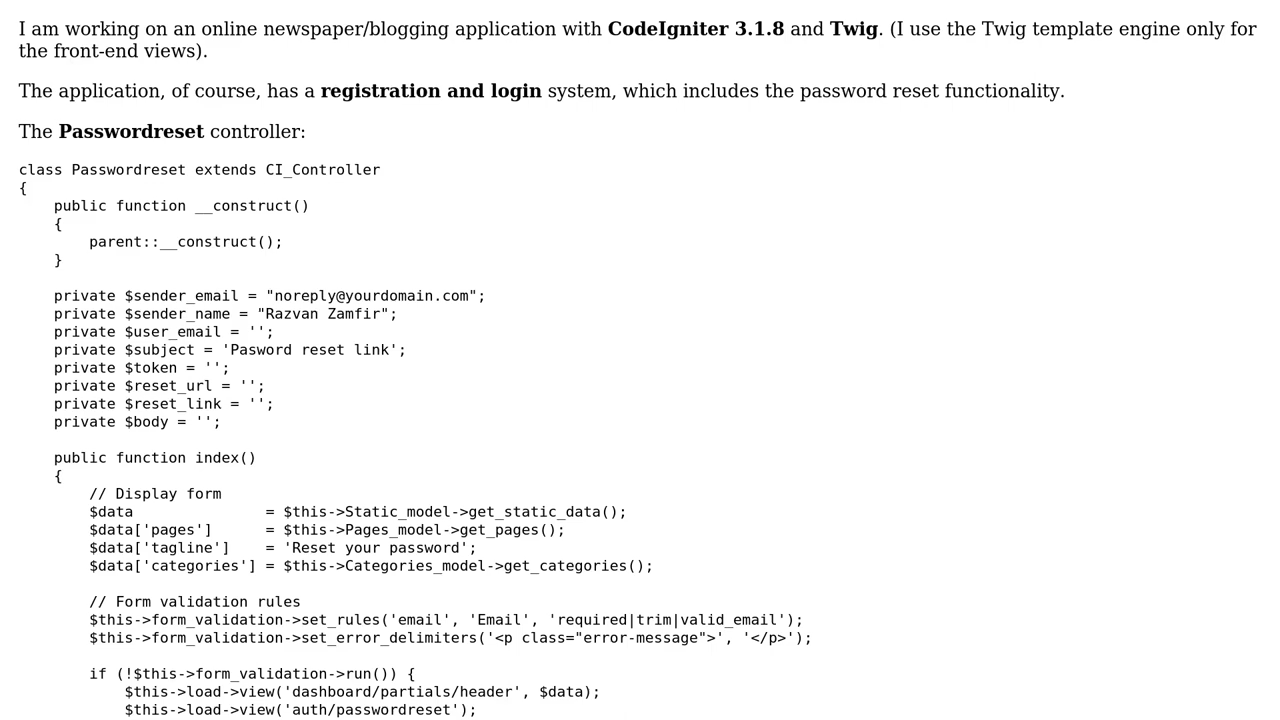 I am working on an online newspaper/blogging application with CodeIgniter 3.1.8 and Twig. (I use the Twig template engine only for
the front-end views).
The application, of course, has a registration and login system, which includes the password reset functionality.
The Passwordreset controller:
class Passwordreset extends CI_Controller
{
    public function __construct()
    {
        parent::__construct();
    }
    private $sender_email = "noreply@yourdomain.com";
    private $sender_name = "Razvan Zamfir";
    private $user_email = '';
    private $subject = 'Pasword reset link';
    private $token = '';
    private $reset_url = '';
    private $reset_link = '';
    private $body = '';
    public function index()
    {
        // Display form
        $data               = $this->Static_model->get_static_data();
        $data['pages']      = $this->Pages_model->get_pages();
        $data['tagline']    = 'Reset your password';
        $data['categories'] = $this->Categories_model->get_categories();
        // Form validation rules
        $this->form_validation->set_rules('email', 'Email', 'required|trim|valid_email');
        $this->form_validation->set_error_delimiters('<p class="error-message">', '</p>');
        if (!$this->form_validation->run()) {
            $this->load->view('dashboard/partials/header', $data);
            $this->load->view('auth/passwordreset');